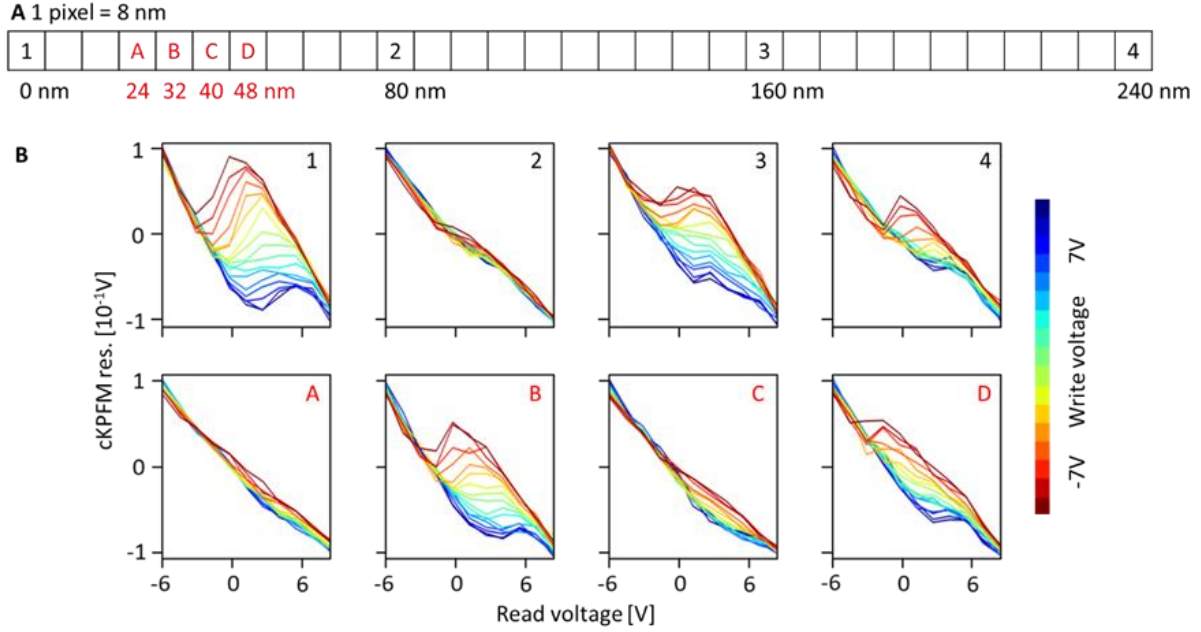 A 1 pixel = 8 nm
1 A B C D 2 3 4
0 nm 24 32 40 48 nm 80 nm 160 nm 240 nm
B
1 0 -1
1
2
3
4
cKPFM res. [10⁻¹V]
7V
Write voltage
-7V
1 0 -1
A
B
C
D
-6 0 6 -6 0 6 -6 0 6 -6 0 6
Read voltage [V]